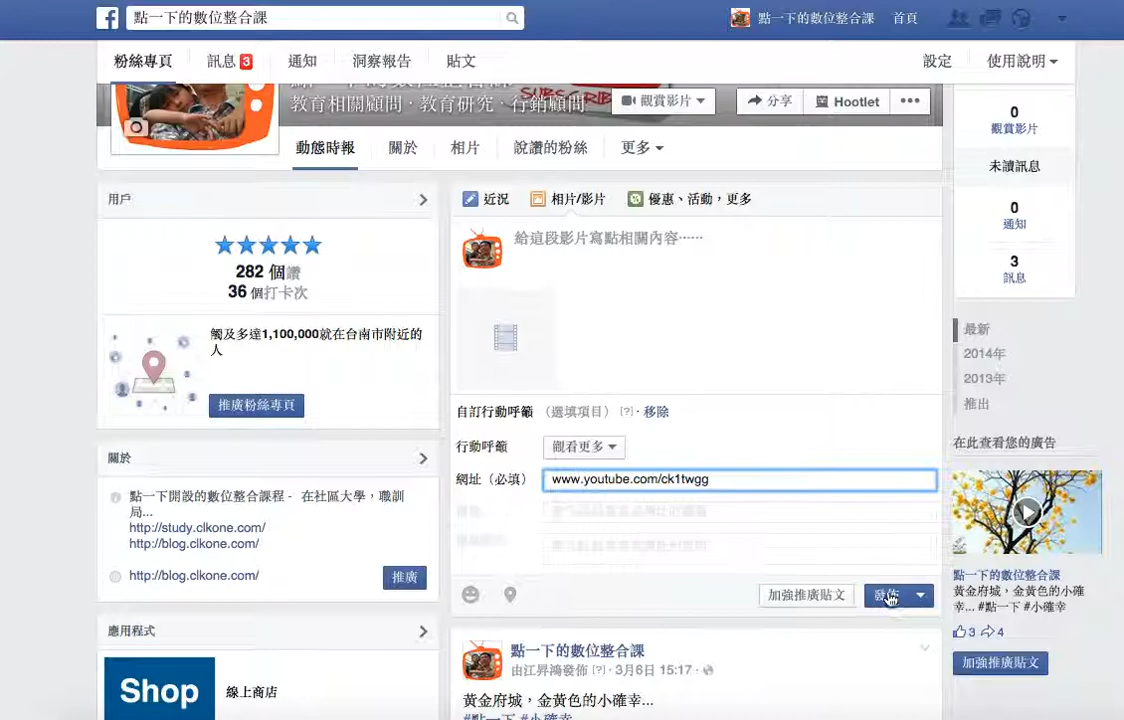 點一下的數位整合課
點一下的數位整合課 首頁
粉絲專頁 訊息 3 通知 洞察報告 貼文 設定 使用說明
教育相關顧問 · 教育研究 · 行銷顧問
SUBSCRIB
觀賞影片 分享 Hootlet •••
動態時報 關於 相片 說讚的粉絲 更多
用戶
282 個讚
36 個打卡次
觸及多達1,100,000就在台南市附近的
人
推廣粉絲專頁
關於
點一下開設的數位整合課程 - 在社區大學，職訓
局...
http://study.clkone.com/
http://blog.clkone.com/
http://blog.clkone.com/ 推廣
應用程式
Shop 線上商店
近況 相片/影片 優惠、活動，更多
給這段影片寫點相關內容……
自訂行動呼籲 （選填項目） [?] · 移除
行動呼籲 觀看更多
網址（必填） www.youtube.com/ck1twgg
加強推廣貼文 發佈
點一下的數位整合課
由江昇鴻發佈 [?] · 3月6日 15:17 ·
黃金府城，金黃色的小確幸...
#點一下 #小確幸
0
觀賞影片
未讀訊息
0
通知
3
訊息
最新
2014年
2013年
推出
在此查看您的廣告
點一下的數位整合課
黃金府城，金黃色的小確
幸... #點一下 #小確幸
3 4
加強推廣貼文